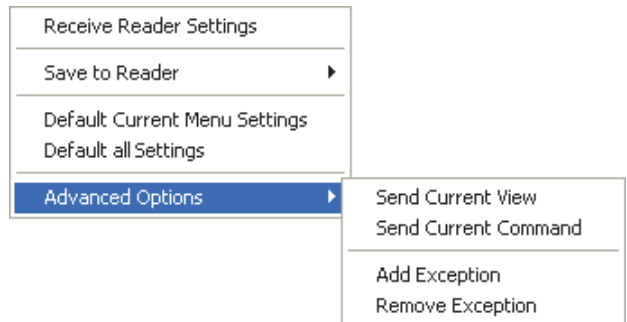 Receive Reader Settings
Save to Reader
Default Current Menu Settings
Default all Settings
Advanced Options
Send Current View
Send Current Command
Add Exception
Remove Exception